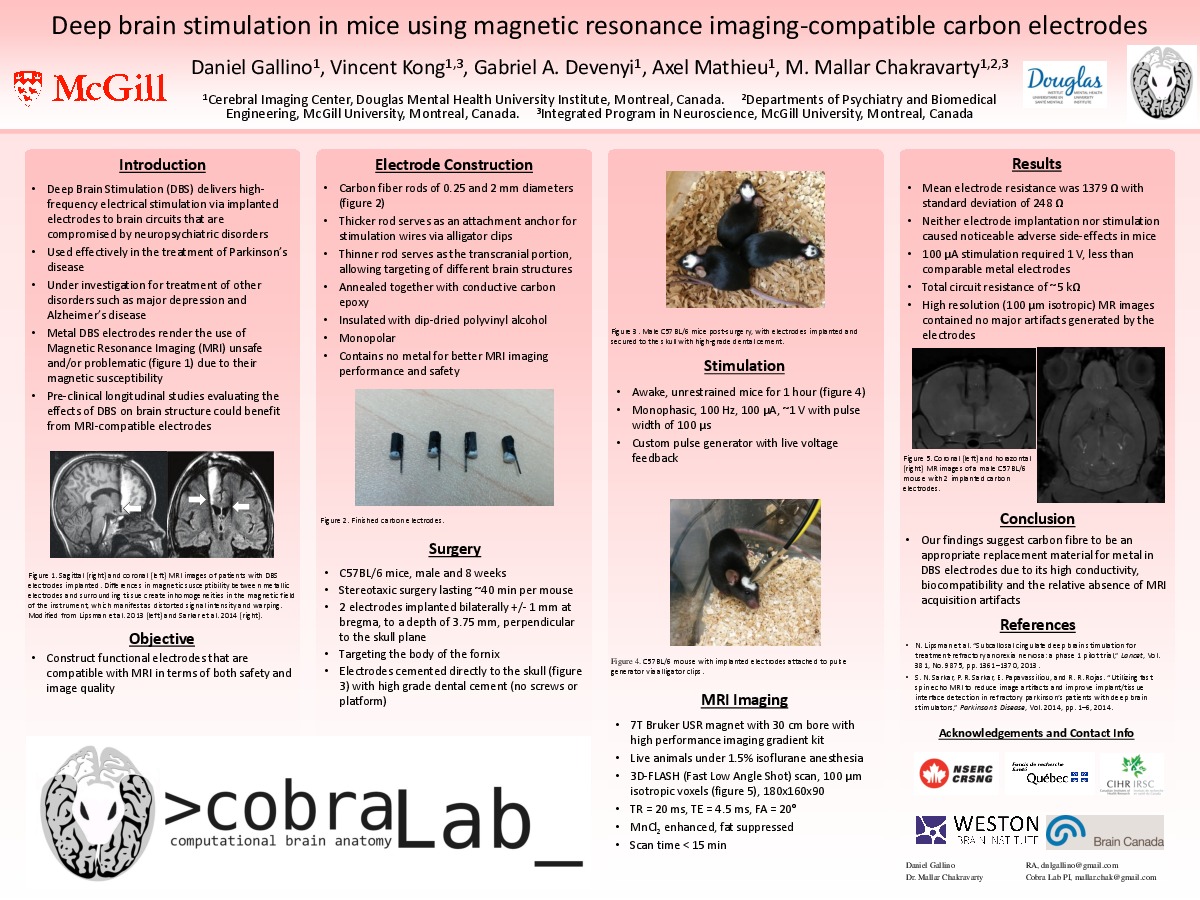 Deep brain stimulation in mice using magnetic resonance imaging-compatible carbon electrodes
McGill
Daniel Gallino¹, Vincent Kong¹,³, Gabriel A. Devenyi¹, Axel Mathieu¹, M. Mallar Chakravarty¹,²,³
¹Cerebral Imaging Center, Douglas Mental Health University Institute, Montreal, Canada. ²Departments of Psychiatry and Biomedical
Engineering, McGill University, Montreal, Canada. ³Integrated Program in Neuroscience, McGill University, Montreal, Canada
Douglas
Introduction
• Deep Brain Stimulation (DBS) delivers high-
frequency electrical stimulation via implanted
electrodes to brain circuits that are
compromised by neuropsychiatric disorders
• Used effectively in the treatment of Parkinson's
disease
• Under investigation for treatment of other
disorders such as major depression and
Alzheimer's disease
• Metal DBS electrodes render the use of
Magnetic Resonance Imaging (MRI) unsafe
and/or problematic (figure 1) due to their
magnetic susceptibility
• Pre-clinical longitudinal studies evaluating the
effects of DBS on brain structure could benefit
from MRI-compatible electrodes
Figure 1. Sagittal (right) and coronal (left) MRI images of patients with DBS
electrodes implanted. Differences in magnetic susceptibility between metallic
electrodes and surrounding tissue create inhomogeneities in the magnetic field
of the instrument, which manifest as distorted signal intensity and warping.
Modified from Lipsman et al. 2013 (left) and Sarkar et al. 2014 (right).
Objective
• Construct functional electrodes that are
compatible with MRI in terms of both safety and
image quality
>cobraLab_
computational brain anatomy
Electrode Construction
• Carbon fiber rods of 0.25 and 2 mm diameters
(figure 2)
• Thicker rod serves as an attachment anchor for
stimulation wires via alligator clips
• Thinner rod serves as the transcranial portion,
allowing targeting of different brain structures
• Annealed together with conductive carbon
epoxy
• Insulated with dip-dried polyvinyl alcohol
• Monopolar
• Contains no metal for better MRI imaging
performance and safety
Figure 2. Finished carbon electrodes.
Surgery
• C57BL/6 mice, male and 8 weeks
• Stereotaxic surgery lasting ~40 min per mouse
• 2 electrodes implanted bilaterally +/- 1 mm at
bregma, to a depth of 3.75 mm, perpendicular
to the skull plane
• Targeting the body of the fornix
• Electrodes cemented directly to the skull (figure
3) with high grade dental cement (no screws or
platform)
Figure 3. Male C57BL/6 mice post-surgery, with electrodes implanted and
secured to the skull with high-grade dental cement.
Stimulation
• Awake, unrestrained mice for 1 hour (figure 4)
• Monophasic, 100 Hz, 100 µA, ~1 V with pulse
width of 100 µs
• Custom pulse generator with live voltage
feedback
Figure 4. C57BL/6 mouse with implanted electrodes attached to pulse
generator via alligator clips.
MRI Imaging
• 7T Bruker USR magnet with 30 cm bore with
high performance imaging gradient kit
• Live animals under 1.5% isoflurane anesthesia
• 3D-FLASH (Fast Low Angle Shot) scan, 100 µm
isotropic voxels (figure 5), 180x160x90
• TR = 20 ms, TE = 4.5 ms, FA = 20°
• MnCl₂ enhanced, fat suppressed
• Scan time < 15 min
Results
• Mean electrode resistance was 1379 Ω with
standard deviation of 248 Ω
• Neither electrode implantation nor stimulation
caused noticeable adverse side-effects in mice
• 100 µA stimulation required 1 V, less than
comparable metal electrodes
• Total circuit resistance of ~5 kΩ
• High resolution (100 µm isotropic) MR images
contained no major artifacts generated by the
electrodes
Figure 5. Coronal (left) and horizontal
(right) MR images of a male C57BL/6
mouse with 2 implanted carbon
electrodes.
Conclusion
• Our findings suggest carbon fibre to be an
appropriate replacement material for metal in
DBS electrodes due to its high conductivity,
biocompatibility and the relative absence of MRI
acquisition artifacts
References
• N. Lipsman et al. "Subcallosal cingulate deep brain stimulation for
treatment-refractory anorexia nervosa: a phase 1 pilot trial," Lancet, Vol.
381, No. 9875, pp. 1361–1370, 2013.
• S. N. Sarkar, P. R. Sarkar, E. Papavassiliou, and R. R. Rojas. "Utilizing fast
spin echo MRI to reduce image artifacts and improve implant/tissue
interface detection in refractory parkinson's patients with deep brain
stimulators," Parkinson's Disease, Vol. 2014, pp. 1–6, 2014.
Acknowledgements and Contact Info
NSERC
CRSNG
Fonds de recherche
Santé
Québec
CIHR IRSC
WESTON
BRAIN INSTITUTE
Brain Canada
Daniel Gallino RA, dnlgallino@gmail.com
Dr. Mallar Chakravarty Cobra Lab PI, mallar.chak@gmail.com